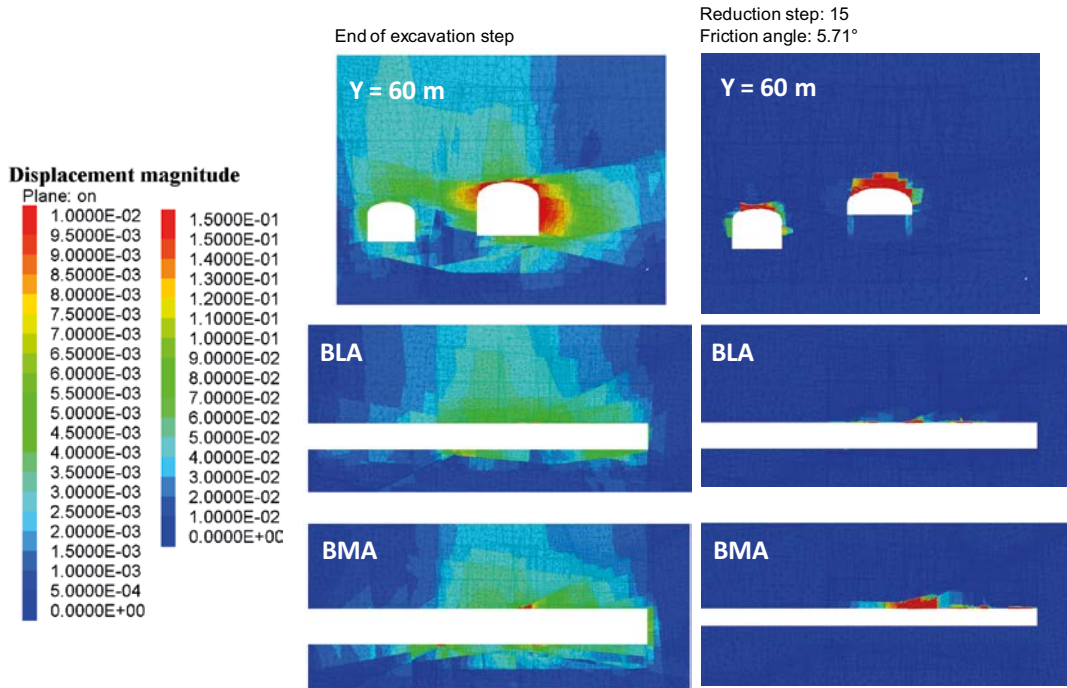 End of excavation step
Reduction step: 15
Friction angle: 5.71°
Y = 60 m
Y = 60 m
Displacement magnitude
Plane: on
1.0000E-02
9.5000E-03
9.0000E-03
8.5000E-03
8.0000E-03
7.5000E-03
7.0000E-03
6.5000E-03
6.0000E-03
5.5000E-03
5.0000E-03
4.5000E-03
4.0000E-03
3.5000E-03
3.0000E-03
2.5000E-03
2.0000E-03
1.5000E-03
1.0000E-03
5.0000E-04
0.0000E+00
1.5000E-01
1.5000E-01
1.4000E-01
1.3000E-01
1.2000E-01
1.1000E-01
1.0000E-01
9.0000E-02
8.0000E-02
7.0000E-02
6.0000E-02
5.0000E-02
4.0000E-02
3.0000E-02
2.0000E-02
1.0000E-02
0.0000E+00
BLA
BLA
BMA
BMA